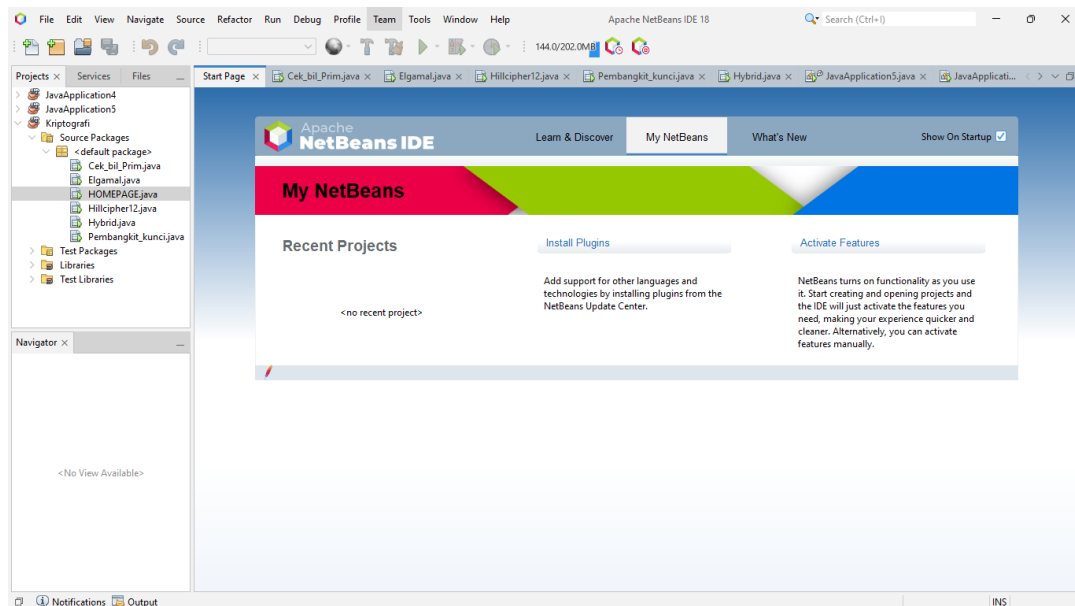 File Edit View Navigate Source Refactor Run Debug Profile Team Tools Window Help
Apache NetBeans IDE 18
Search (Ctrl+I)
144.0/202.0MB
Projects
Services
Files
Start Page
Cek_bil_Prim.java
Elgamal.java
Hillcipher12.java
Pembangkit_kunci.java
Hybrid.java
JavaApplication5.java
JavaApplicati...
JavaApplication4
JavaApplication5
Kriptografi
Source Packages
<default package>
Cek_bil_Prim.java
Elgamal.java
HOMEPAGE.java
Hillcipher12.java
Hybrid.java
Pembangkit_kunci.java
Test Packages
Libraries
Test Libraries
Navigator
<No View Available>
Apache
NetBeans IDE
Learn & Discover
My NetBeans
What's New
Show On Startup
My NetBeans
Recent Projects
<no recent project>
Install Plugins
Add support for other languages and
technologies by installing plugins from the
NetBeans Update Center.
Activate Features
NetBeans turns on functionality as you use
it. Start creating and opening projects and
the IDE will just activate the features you
need, making your experience quicker and
cleaner. Alternatively, you can activate
features manually.
Notifications
Output
INS